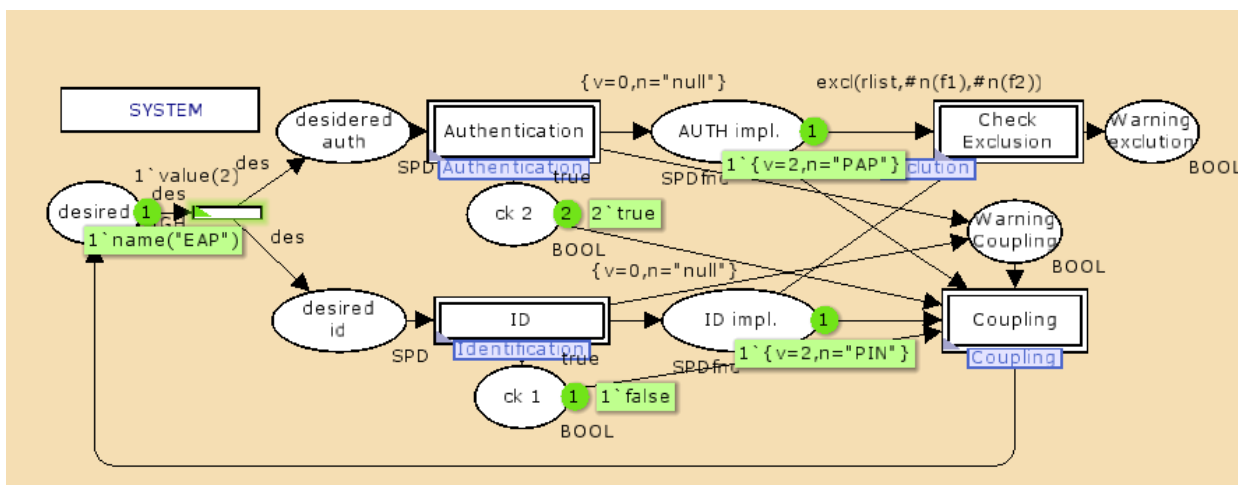 {v=0,n="null"}
excl(rlist,#n(f1),#n(f2))
SYSTEM
desidered
auth
Authentication
AUTH impl.
1
Check
Exclusion
Warning
exclution
des
SPD
Authentication
true
SPDfnc
1`{v=2,n="PAP"}
clution
BOOL
1`value(2)
des
desired
1
1`name("EAP")
ck 2
2
2`true
BOOL
Warning
Coupling
BOOL
des
{v=0,n="null"}
desired
id
SPD
ID
Identification
true
ID impl.
1
SPDfnc
1`{v=2,n="PIN"}
Coupling
Coupling
ck 1
1
1`false
BOOL